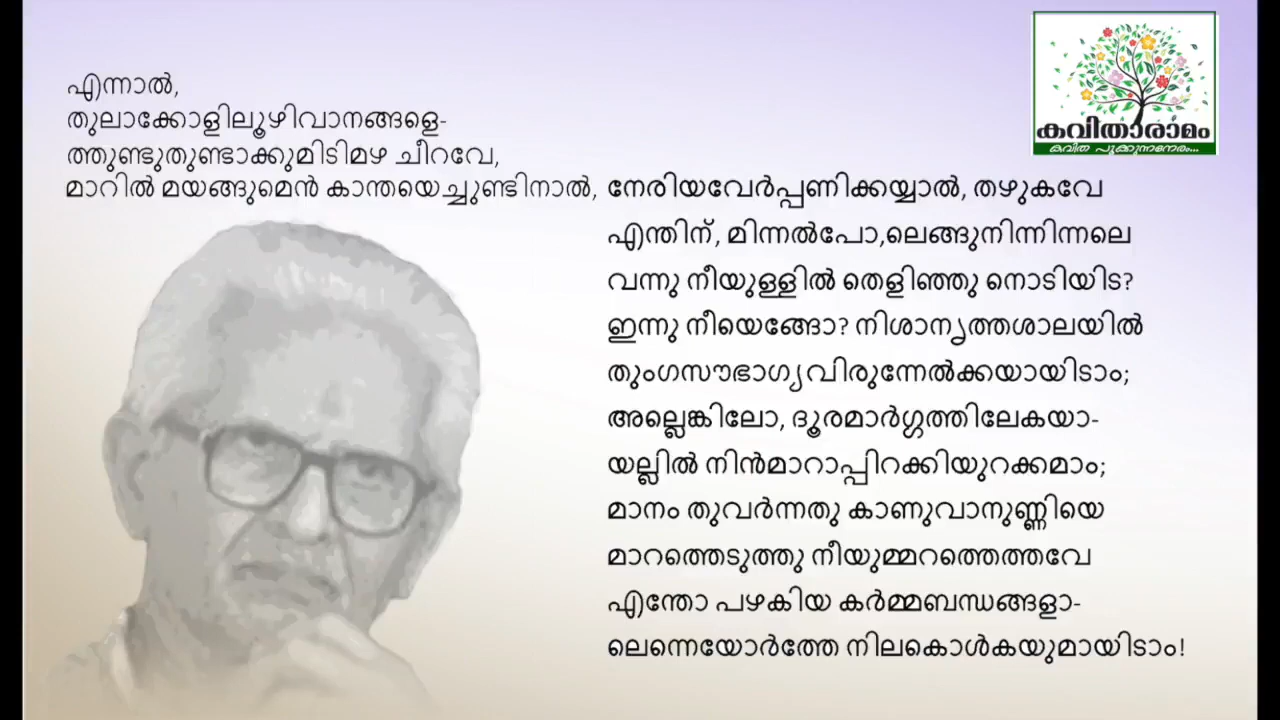 എന്നാൽ,
തുലാക്കോളിലൂഴിവാനങ്ങളെ-
ത്തുണ്ടുതുണ്ടാക്കുമിടിമഴ ചീറവേ,
മാറിൽ മയങ്ങുമെൻ കാന്തയെച്ചുണ്ടിനാൽ, നേരിയവേർപ്പണിക്കയ്യാൽ, തഴുകവേ
എന്തിന്, മിന്നൽപോ,ലെങ്ങുനിന്നിന്നലെ
വന്നു നീയുള്ളിൽ തെളിഞ്ഞു നൊടിയിട?
ഇന്നു നീയെങ്ങോ? നിശാനൃത്തശാലയിൽ
തുംഗസൗഭാഗ്യവിരുന്നേൽക്കയായിടാം;
അല്ലെങ്കിലോ, ദൂരമാർഗ്ഗത്തിലേകയാ-
യല്ലിൽ നിൻമാറാപ്പിറക്കിയുറക്കമാം;
മാനം തുവർന്നതു കാണുവാനുണ്ണിയെ
മാറത്തെടുത്തു നീയുമ്മറത്തെത്തവേ
എന്തോ പഴകിയ കർമ്മബന്ധങ്ങളാ-
ലെന്നെയോർത്തേ നിലകൊൾകയുമായിടാം!
കവിതാരാമം
കവിത പൂക്കുന്നനേരം...